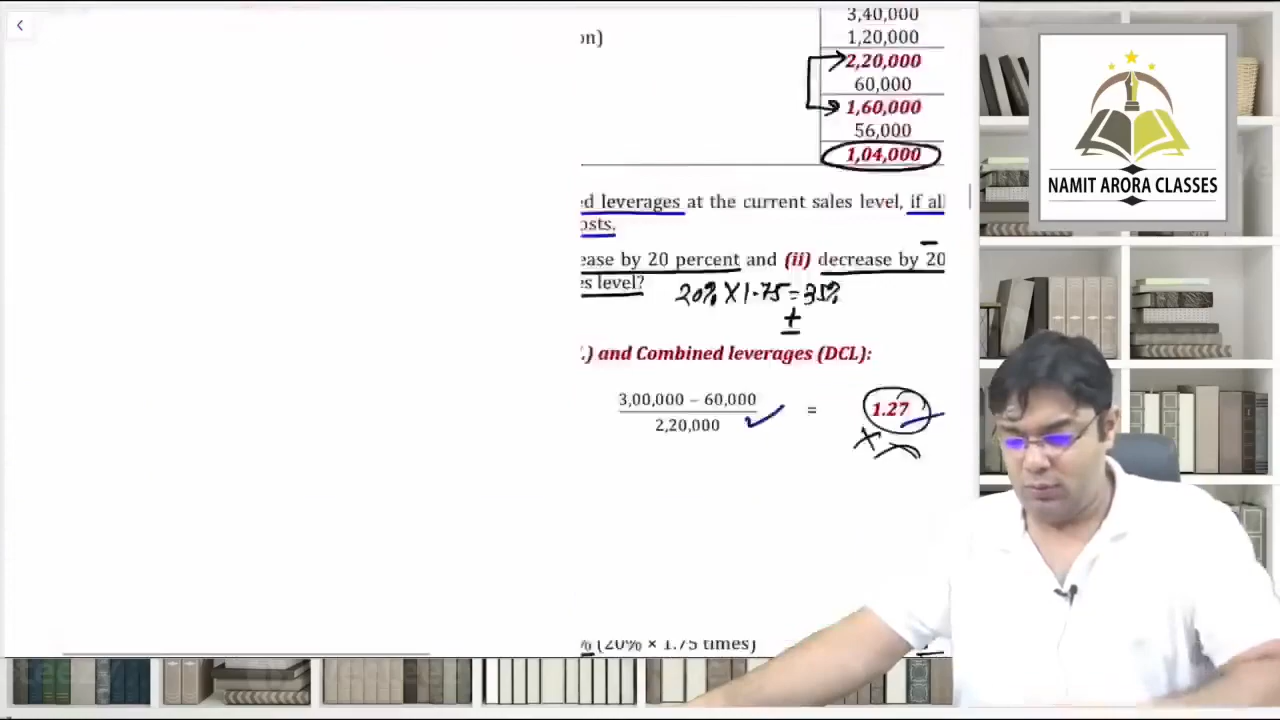 3,40,000
on) 1,20,000
2,20,000
60,000
1,60,000
56,000
1,04,000
ed leverages at the current sales level, if all
osts.
ease by 20 percent and (ii) decrease by 20
es level?
20% X 1.75 = 35%
±
.) and Combined leverages (DCL):
3,00,000 – 60,000
2,20,000
= 1.27
% (20% × 1.75 times)
NAMIT ARORA CLASSES